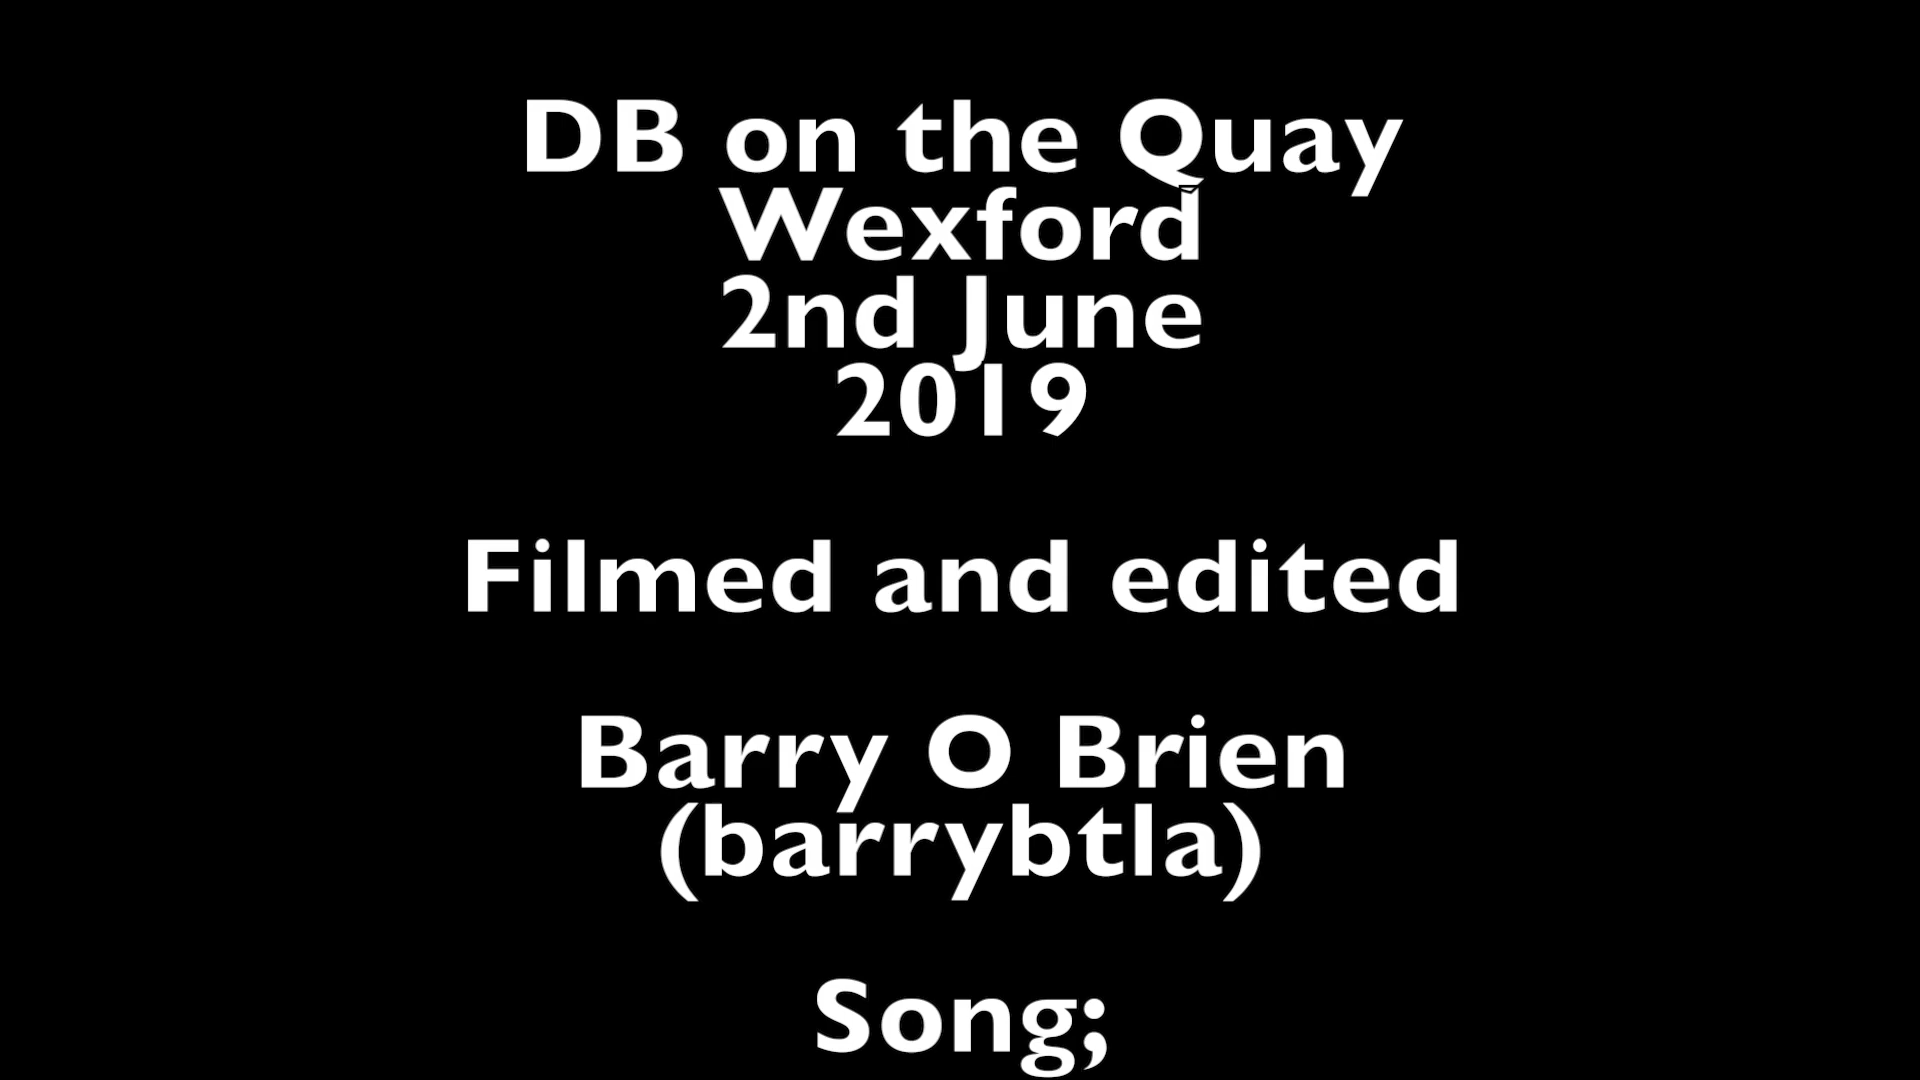 DB on the Quay
Wexford
2nd June
2019
Filmed and edited
Barry O Brien
(barrybtla)
Song;